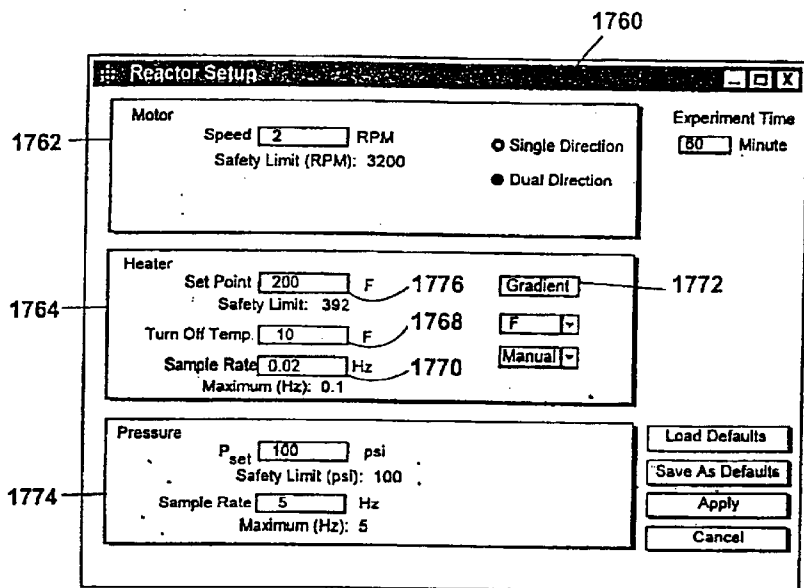 1760
Reactor Setup
Motor
Speed 2 RPM
Safety Limit (RPM): 3200
Single Direction
Dual Direction
Experiment Time
60 Minute
1762
Heater
Set Point 200 F
Safety Limit: 392
Turn Off Temp. 10 F
Sample Rate 0.02 Hz
Maximum (Hz): 0.1
1776
1768
1770
Gradient
F
Manual
1772
1764
Pressure
Pset 100 psi
Safety Limit (psi): 100
Sample Rate 5 Hz
Maximum (Hz): 5
1774
Load Defaults
Save As Defaults
Apply
Cancel